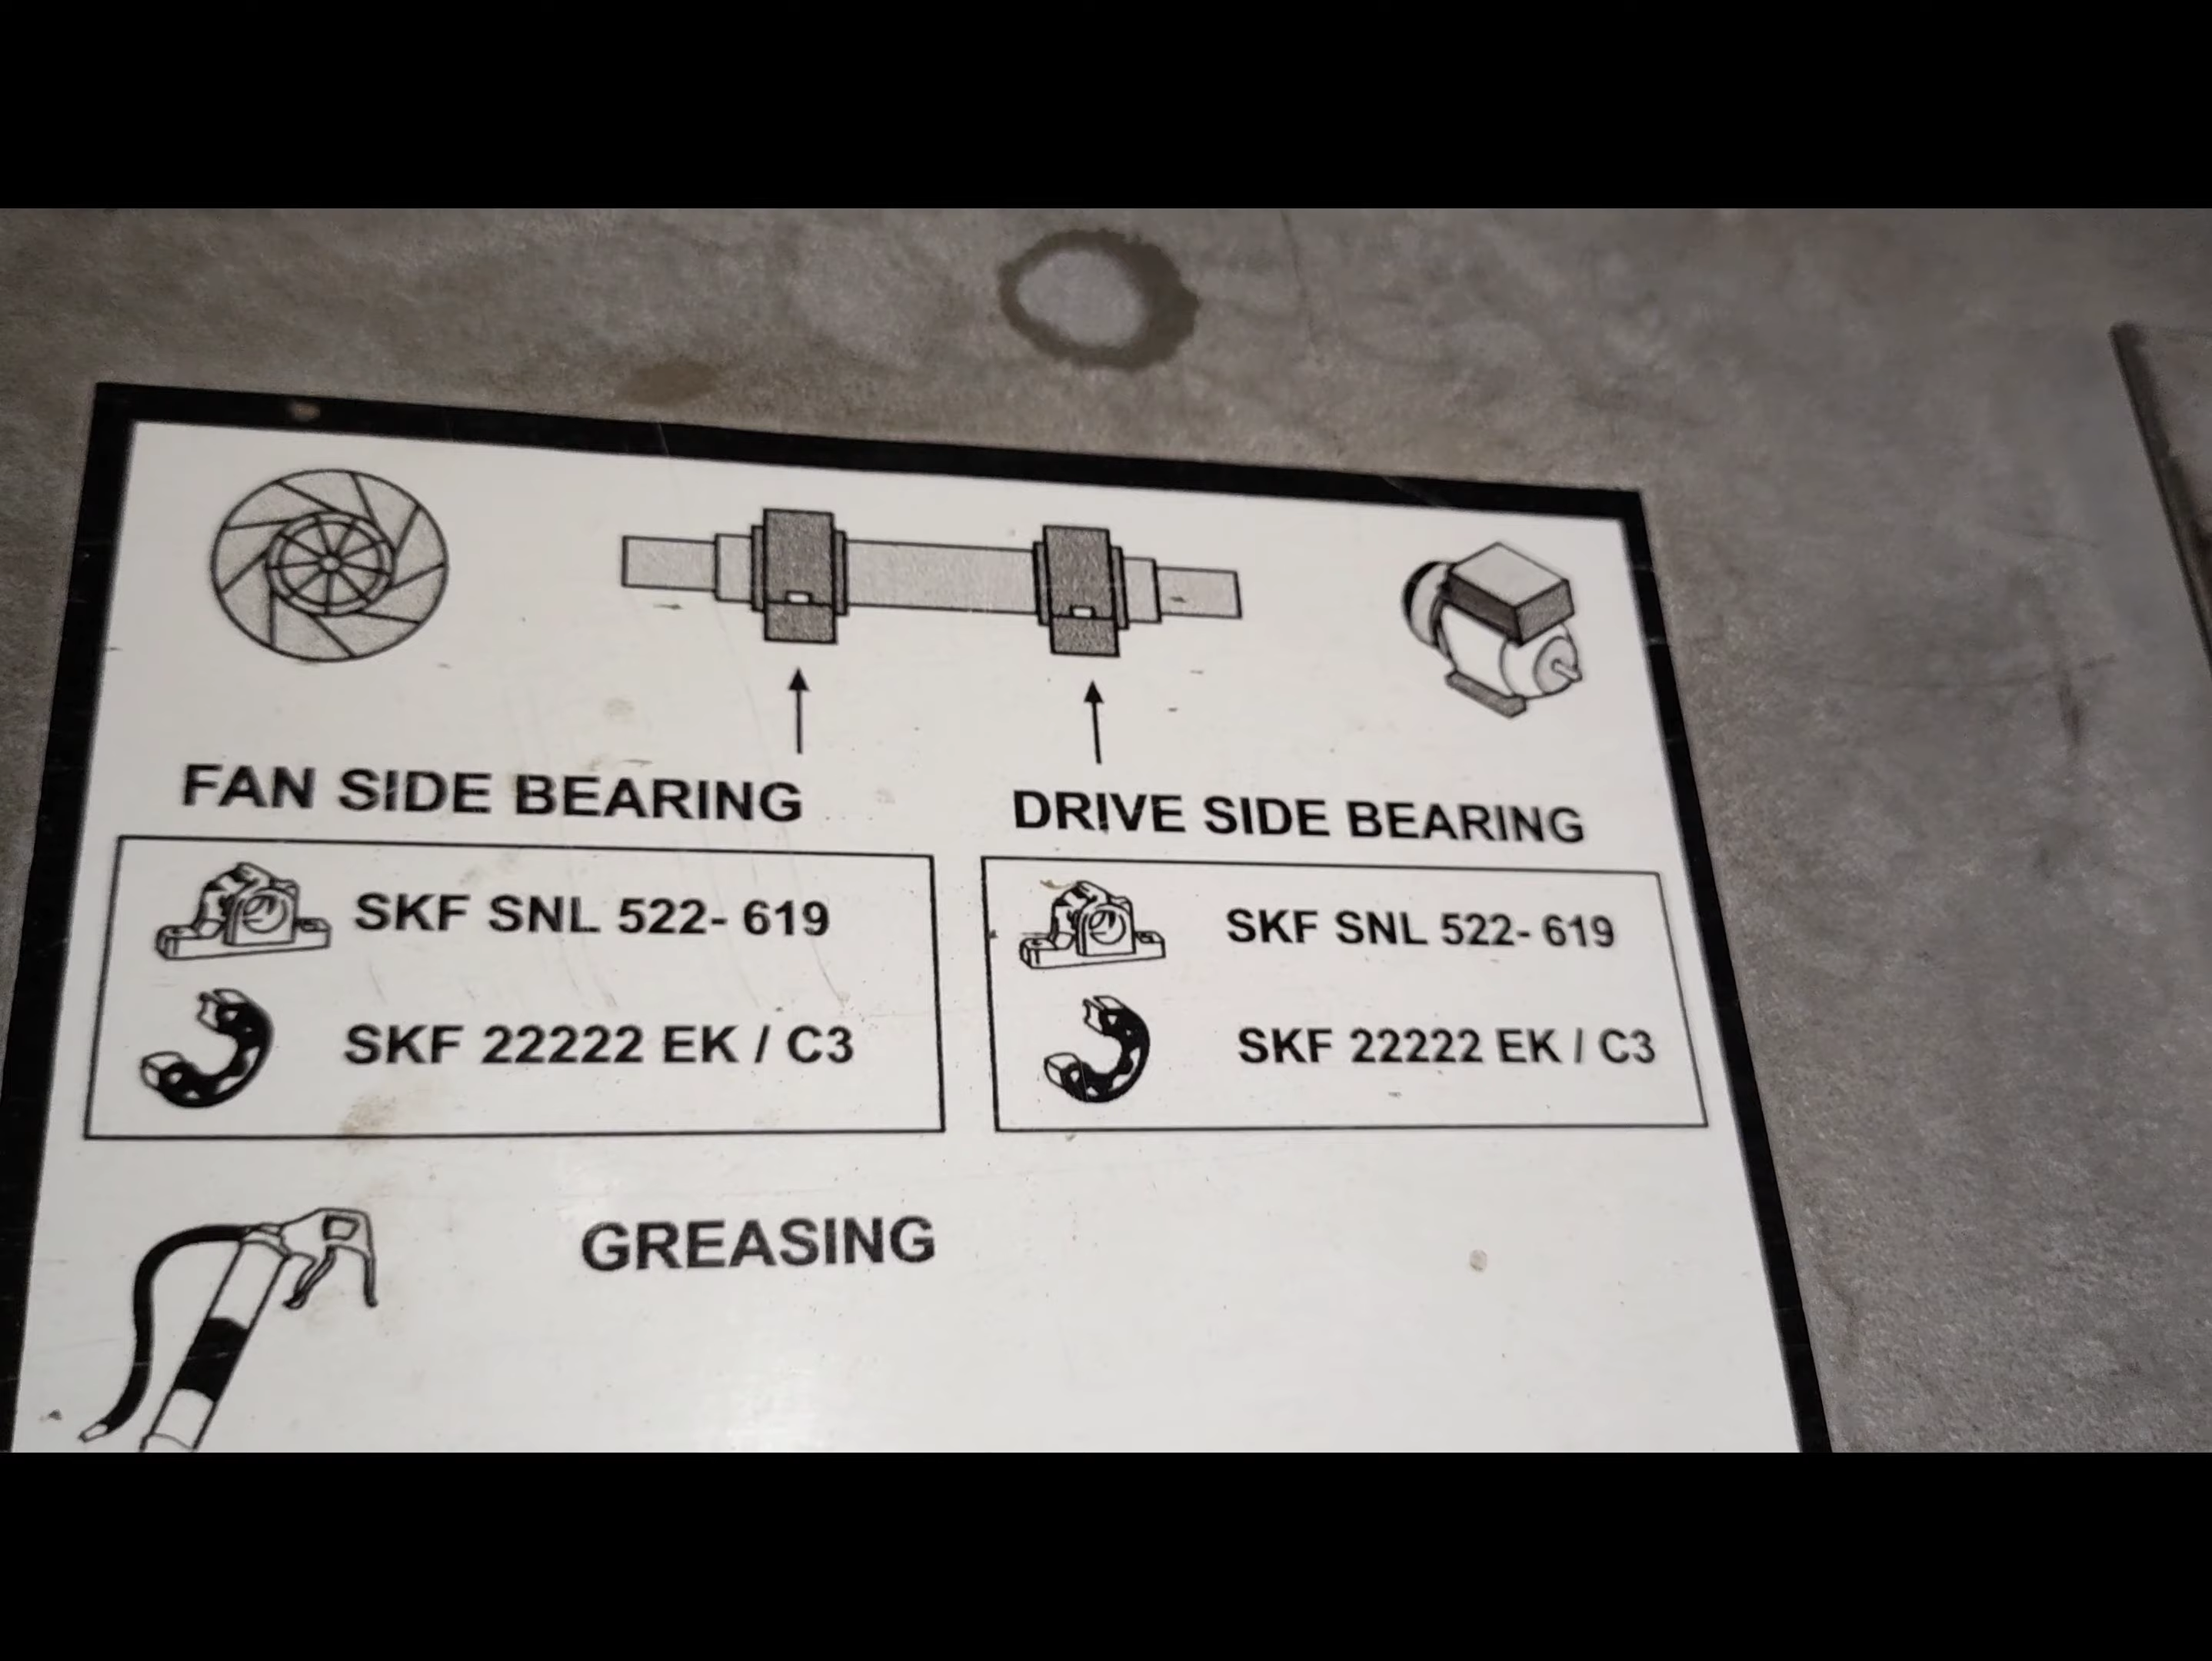 FAN SIDE BEARING
SKF SNL 522- 619
SKF 22222 EK / C3
DRIVE SIDE BEARING
SKF SNL 522- 619
SKF 22222 EK / C3
GREASING